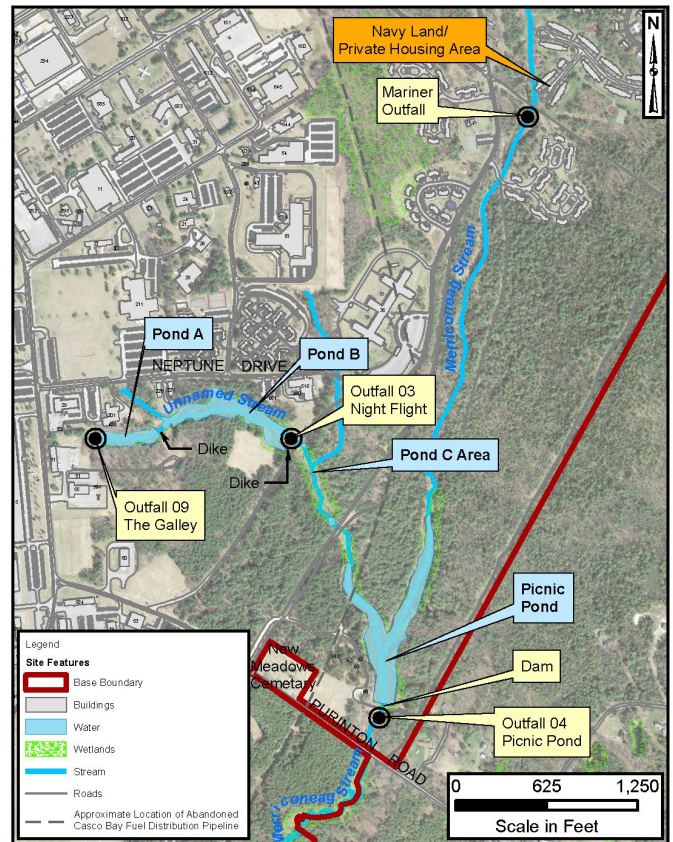 Navy Land/
Private Housing Area
N
Mariner
Outfall
Merriconeag Stream
Pond A
NEPTUNE DRIVE
Pond B
Unnamed Stream
Outfall 03
Night Flight
Dike
Dike
Pond C Area
Outfall 09
The Galley
Picnic
Pond
New
Meadows
Cemetary
Dam
PURINTON ROAD
Outfall 04
Picnic Pond
Merriconeag Stream
Legend
Site Features
Base Boundary
Buildings
Water
Wetlands
Stream
Roads
Approximate Location of Abandoned
Casco Bay Fuel Distribution Pipeline
0 625 1,250
Scale in Feet